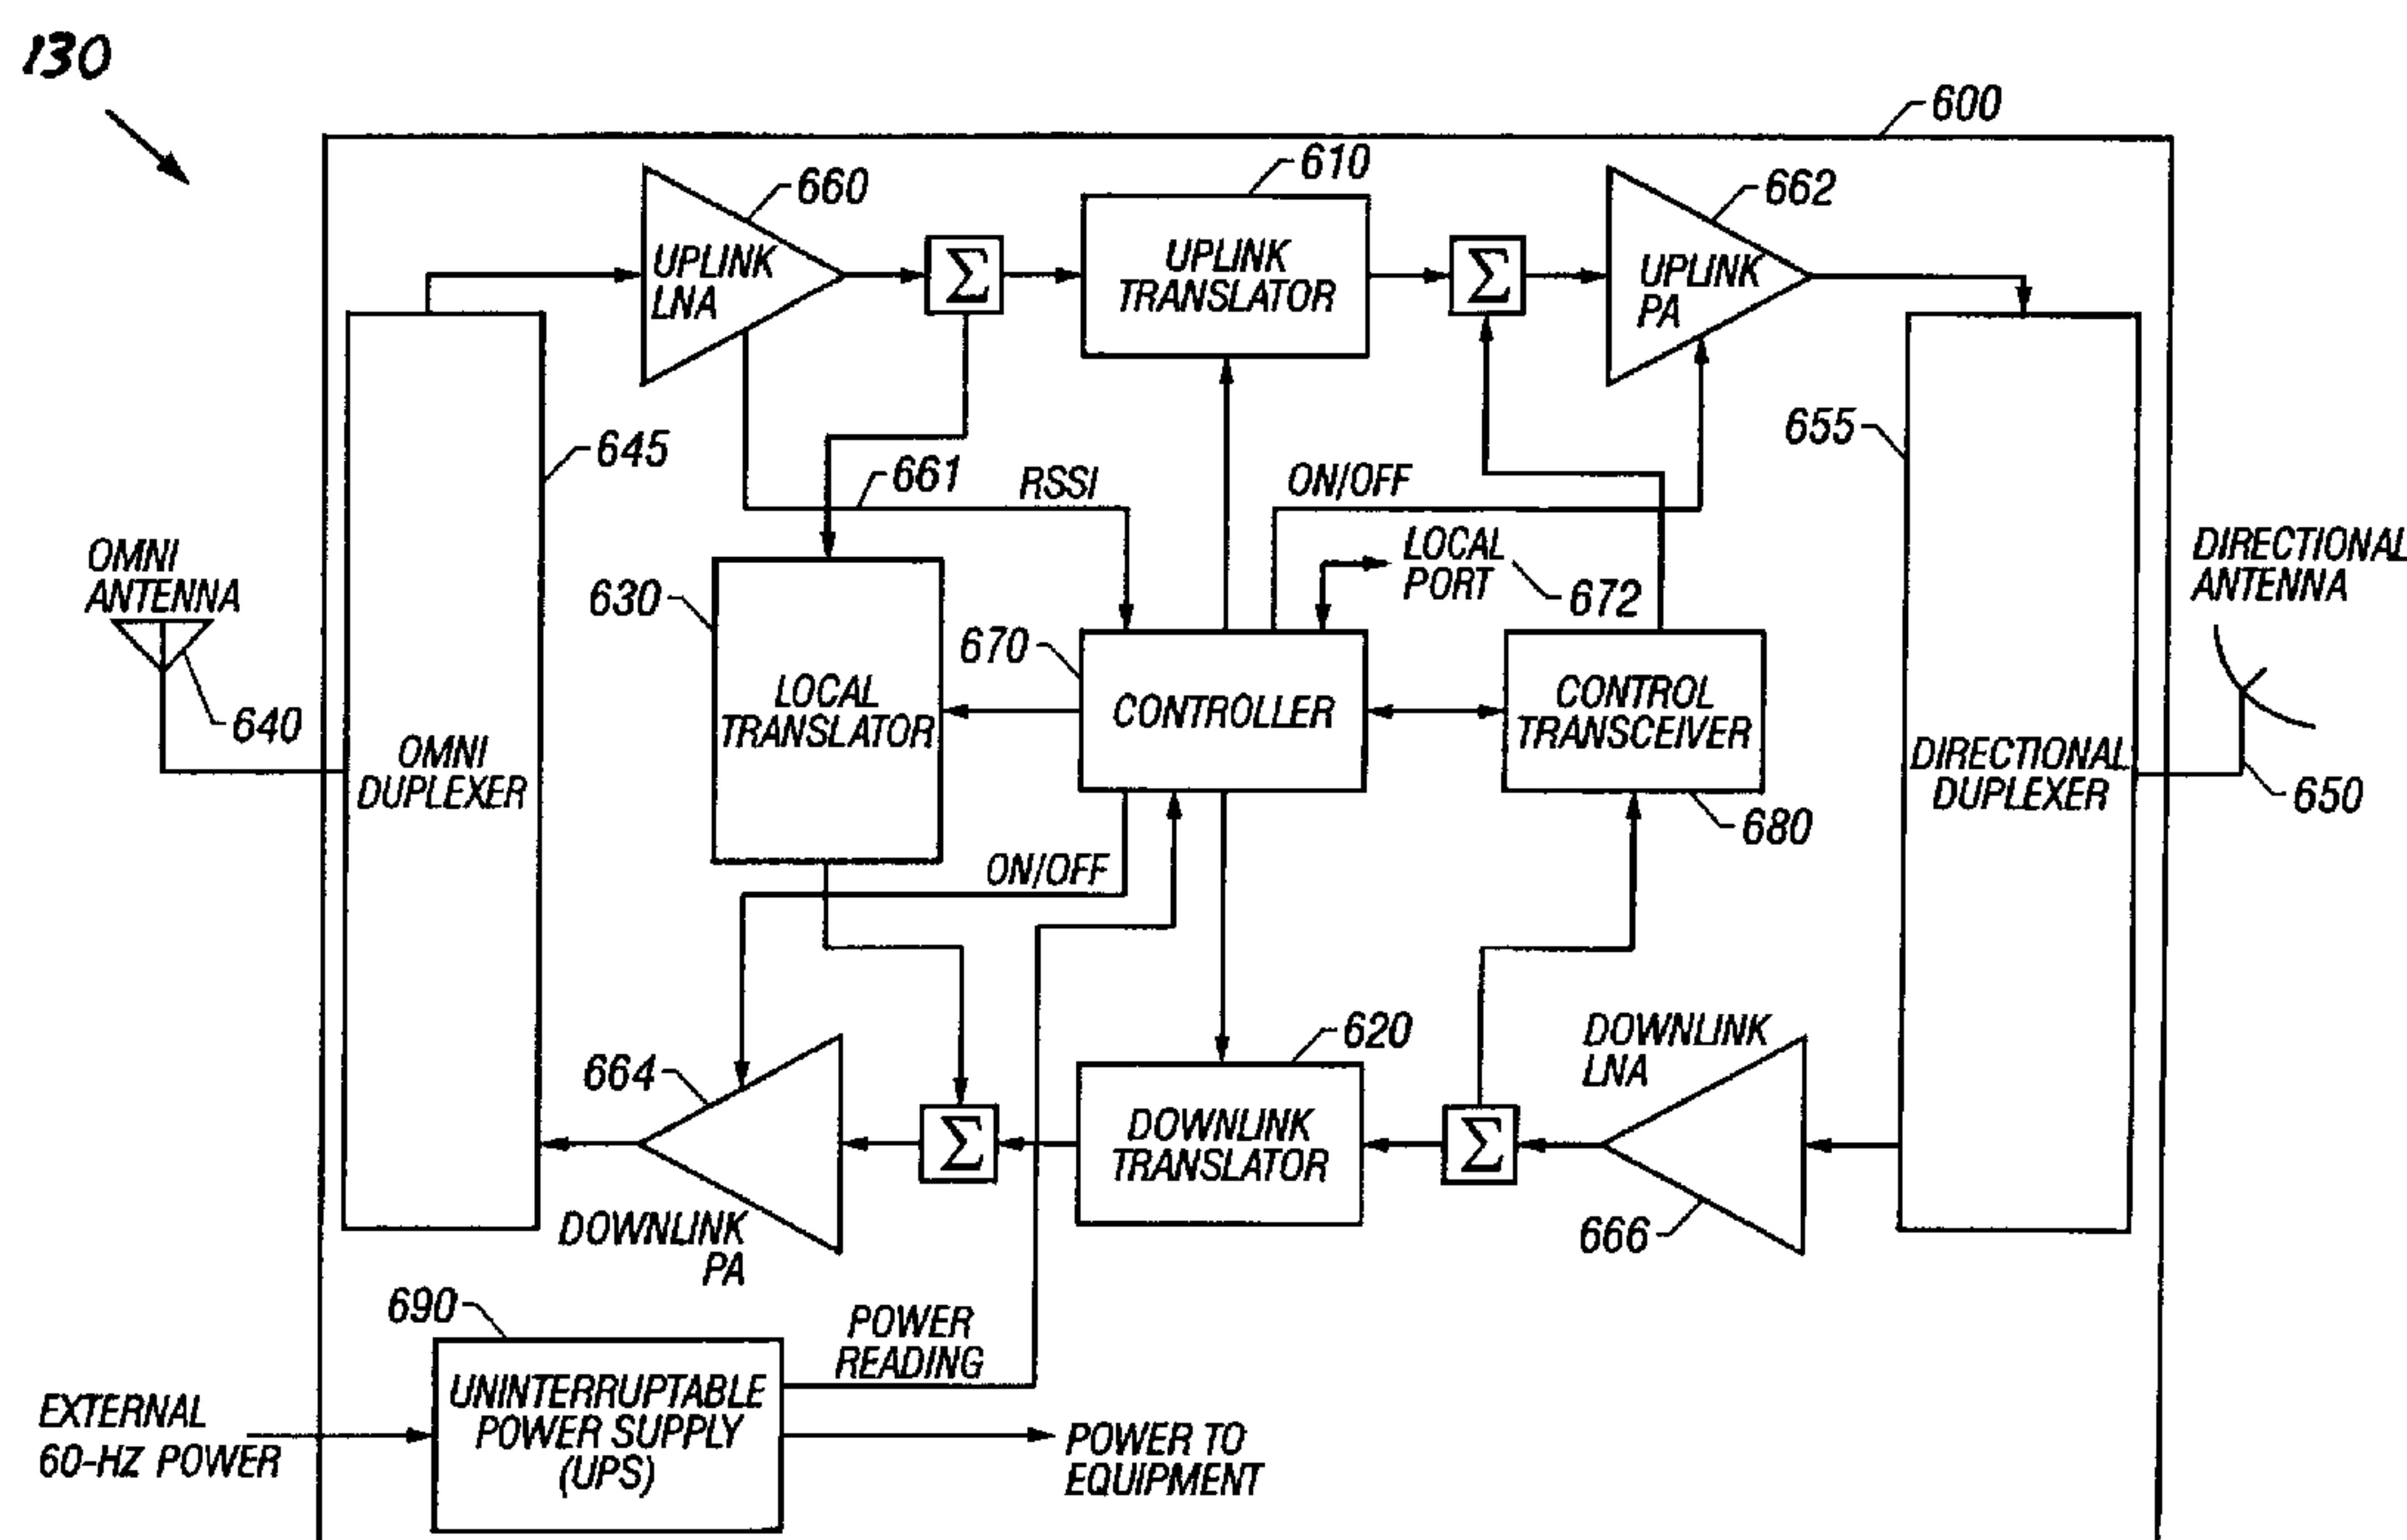 130
600
660
610
662
UPLINK
LNA
Σ
UPLINK
TRANSLATOR
Σ
UPLINK
PA
645
661
RSSI
ON/OFF
655
OMNI
ANTENNA
640
630
LOCAL
PORT
672
DIRECTIONAL
ANTENNA
650
670
LOCAL
TRANSLATOR
CONTROLLER
CONTROL
TRANSCEIVER
680
OMNI
DUPLEXER
DIRECTIONAL
DUPLEXER
ON/OFF
664
620
DOWNLINK
LNA
Σ
DOWNLINK
TRANSLATOR
Σ
666
DOWNLINK
PA
690
POWER
READING
EXTERNAL
60-HZ POWER
UNINTERRUPTABLE
POWER SUPPLY
(UPS)
POWER TO
EQUIPMENT